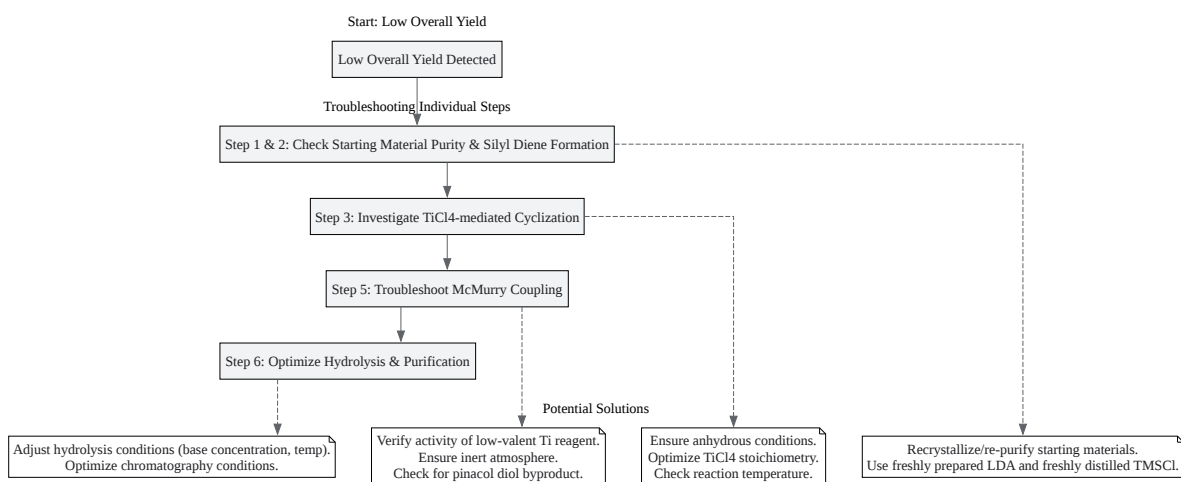 Start: Low Overall Yield
Low Overall Yield Detected
Troubleshooting Individual Steps
Step 1 & 2: Check Starting Material Purity & Silyl Diene Formation
Step 3: Investigate TiCl4-mediated Cyclization
Step 5: Troubleshoot McMurry Coupling
Step 6: Optimize Hydrolysis & Purification
Potential Solutions
Adjust hydrolysis conditions (base concentration, temp).
Optimize chromatography conditions.
Verify activity of low-valent Ti reagent.
Ensure inert atmosphere.
Check for pinacol diol byproduct.
Ensure anhydrous conditions.
Optimize TiCl4 stoichiometry.
Check reaction temperature.
Recrystallize/re-purify starting materials.
Use freshly prepared LDA and freshly distilled TMSCl.